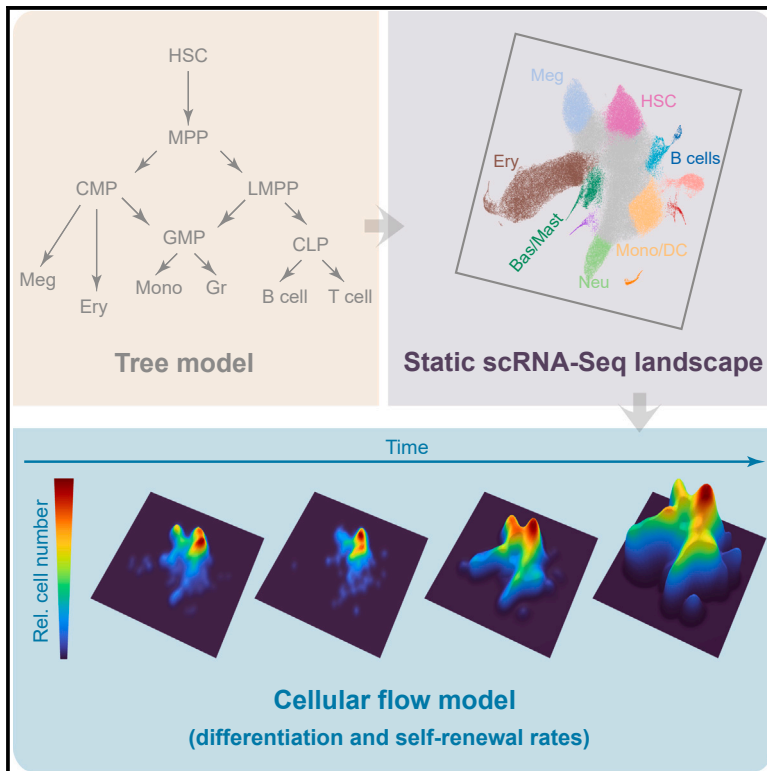 HSC
MPP
CMP
LMPP
GMP
CLP
Meg
Ery
Mono
Gr
B cell
T cell
Tree model
Meg
HSC
B cells
Ery
Bas/Mast
Mono/DC
Neu
Static scRNA-Seq landscape
Time
Rel. cell number
Cellular flow model
(differentiation and self-renewal rates)